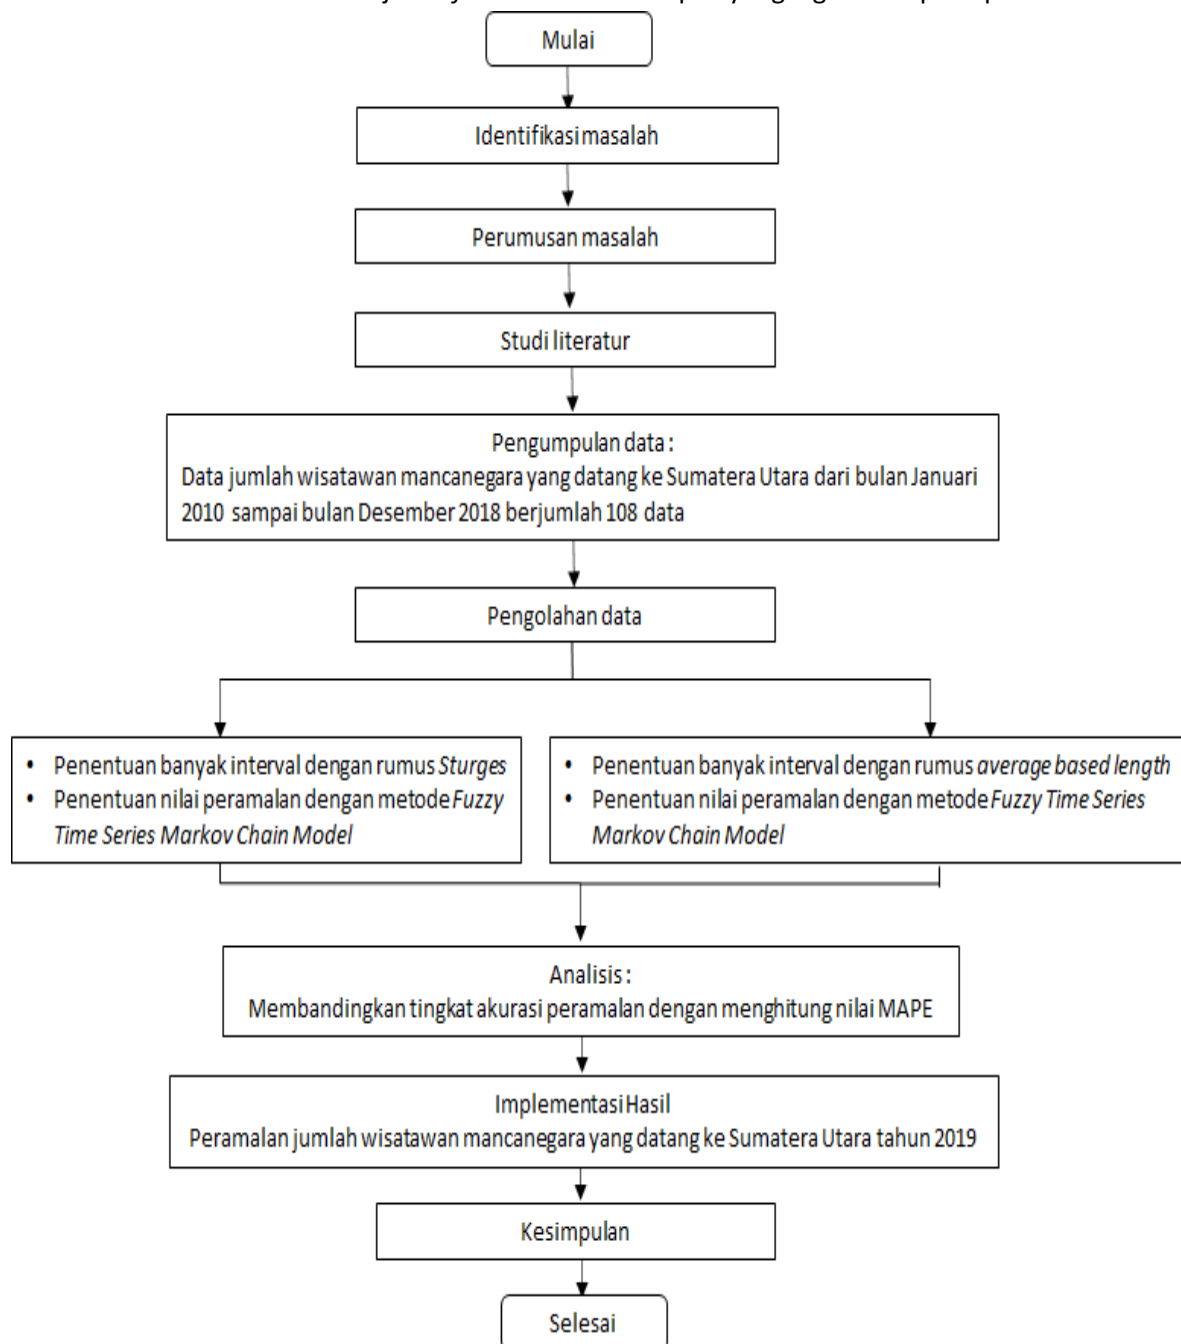 Mulai
Identifikasi masalah
Perumusan masalah
Studi literatur
Pengumpulan data :
Data jumlah wisatawan mancanegara yang datang ke Sumatera Utara dari bulan Januari
2010 sampai bulan Desember 2018 berjumlah 108 data
Pengolahan data
• Penentuan banyak interval dengan rumus Sturges
• Penentuan nilai peramalan dengan metode Fuzzy
Time Series Markov Chain Model
• Penentuan banyak interval dengan rumus average based length
• Penentuan nilai peramalan dengan metode Fuzzy Time Series
Markov Chain Model
Analisis :
Membandingkan tingkat akurasi peramalan dengan menghitung nilai MAPE
Implementasi Hasil
Peramalan jumlah wisatawan mancanegara yang datang ke Sumatera Utara tahun 2019
Kesimpulan
Selesai